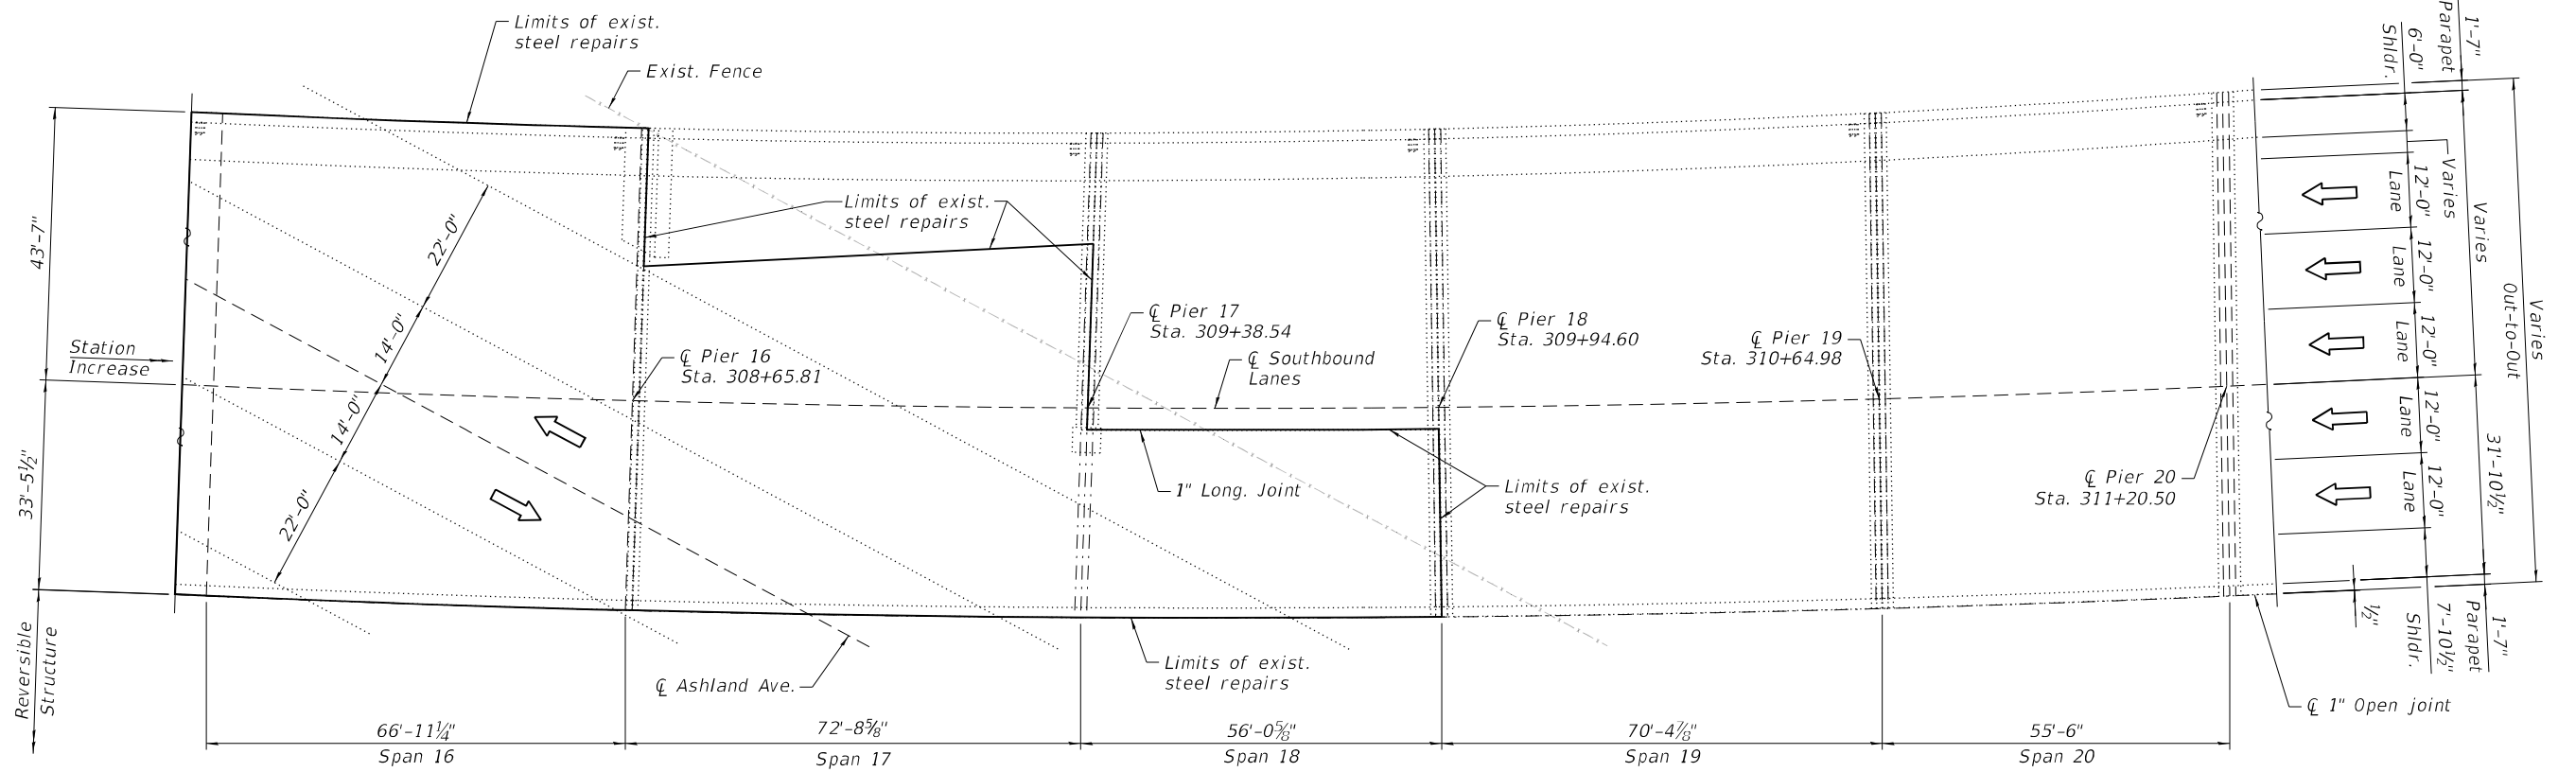 Limits of exist.
steel repairs
Exist. Fence
1'-7"
Parapet
6'-0"
Shldr.
Varies
12'-0"
Lane
12'-0"
Lane
12'-0"
Lane
12'-0"
Lane
12'-0"
Lane
Varies
Varies
Out-to-Out
31'-10½"
1'-7"
Parapet
7'-10½"
Shldr.
½"
43'-7"
33'-5½"
Reversible
Structure
Station
Increase
22'-0"
14'-0"
14'-0"
22'-0"
Limits of exist.
steel repairs
℄ Pier 16
Sta. 308+65.81
℄ Pier 17
Sta. 309+38.54
℄ Southbound
Lanes
℄ Pier 18
Sta. 309+94.60
℄ Pier 19
Sta. 310+64.98
℄ Pier 20
Sta. 311+20.50
1" Long. Joint
Limits of exist.
steel repairs
Limits of exist.
steel repairs
℄ Ashland Ave.
℄ 1" Open joint
66'-11¼"
Span 16
72'-8⅝"
Span 17
56'-0⅝"
Span 18
70'-4⅞"
Span 19
55'-6"
Span 20